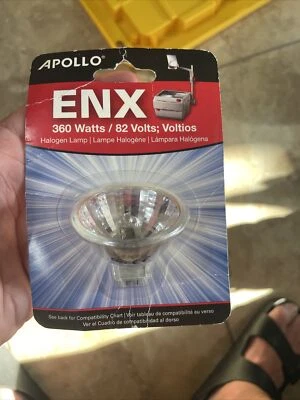 APOLLO®
ENX
360 Watts / 82 Volts; Voltios
Halogen Lamp | Lampe Halogène | Lámpara Halógena
See back for Compatibility Chart | Voir tableau de compatibilité au verso
Ver el Cuadro de compatibilidad al dorso